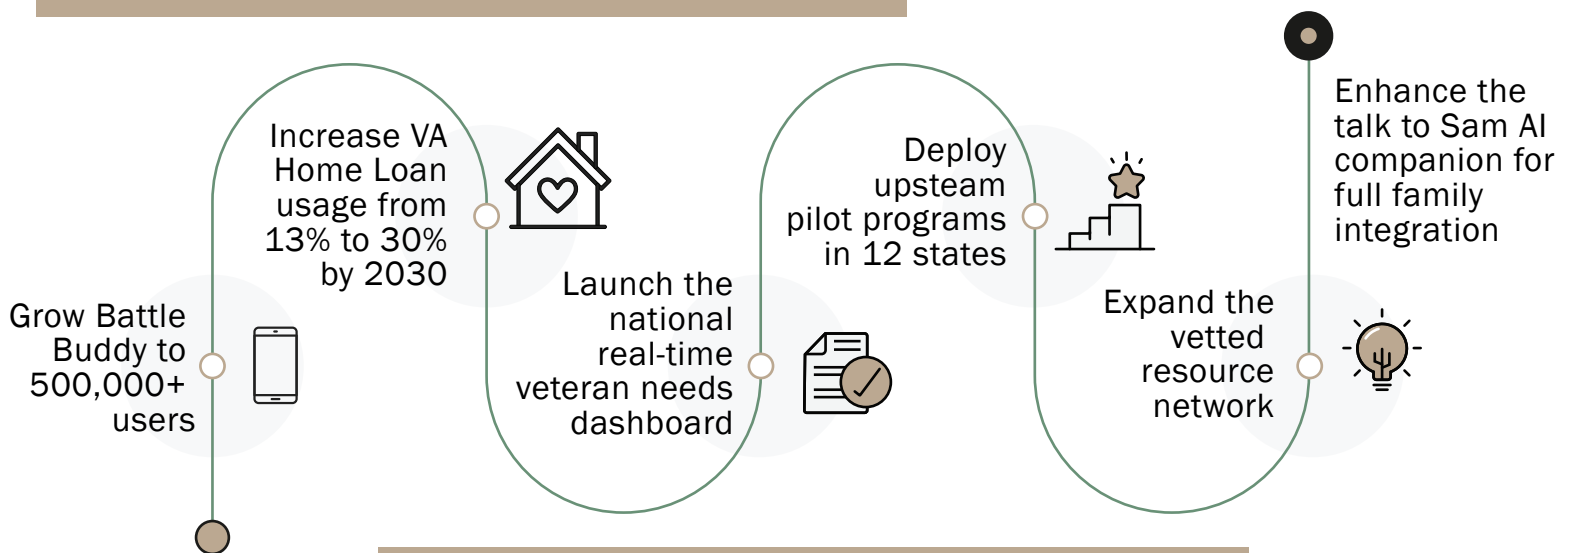 Grow Battle
Buddy to
500,000+
users
Increase VA
Home Loan
usage from
13% to 30%
by 2030
Launch the
national
real-time
veteran needs
dashboard
Deploy
upsteam
pilot programs
in 12 states
Expand the
vetted
resource
network
Enhance the
talk to Sam AI
companion for
full family
integration